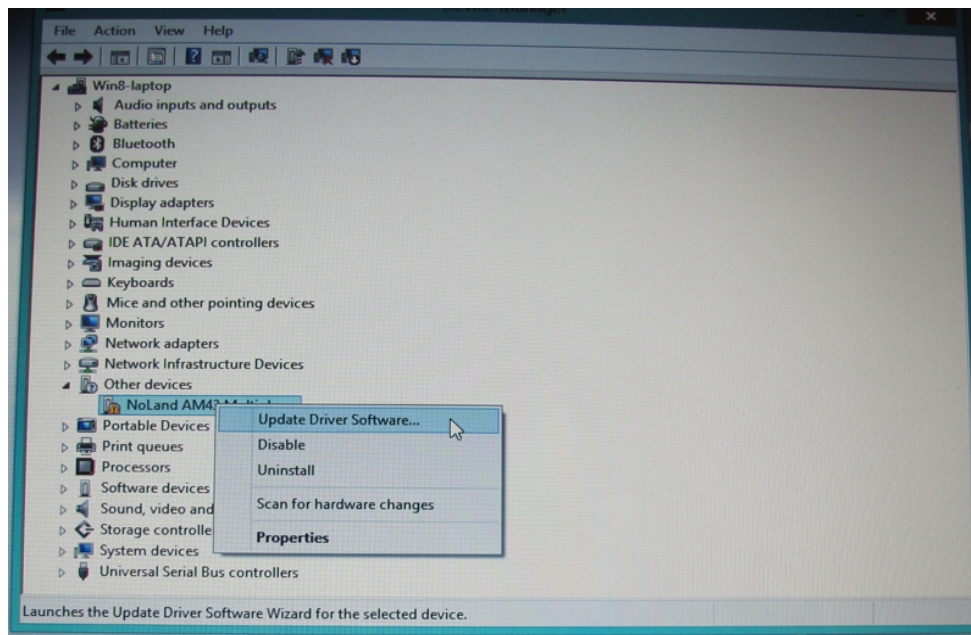 Device Manager
File Action View Help
Win8-laptop
Audio inputs and outputs
Batteries
Bluetooth
Computer
Disk drives
Display adapters
Human Interface Devices
IDE ATA/ATAPI controllers
Imaging devices
Keyboards
Mice and other pointing devices
Monitors
Network adapters
Network Infrastructure Devices
Other devices
NoLand
Portable Devices
Print queues
Processors
Software devices
Sound, video and
Storage
System devices
Universal Serial Bus controllers
Update Driver Software...
Disable
Uninstall
Scan for hardware changes
Properties
Launches the Update Driver Software Wizard for the selected device.